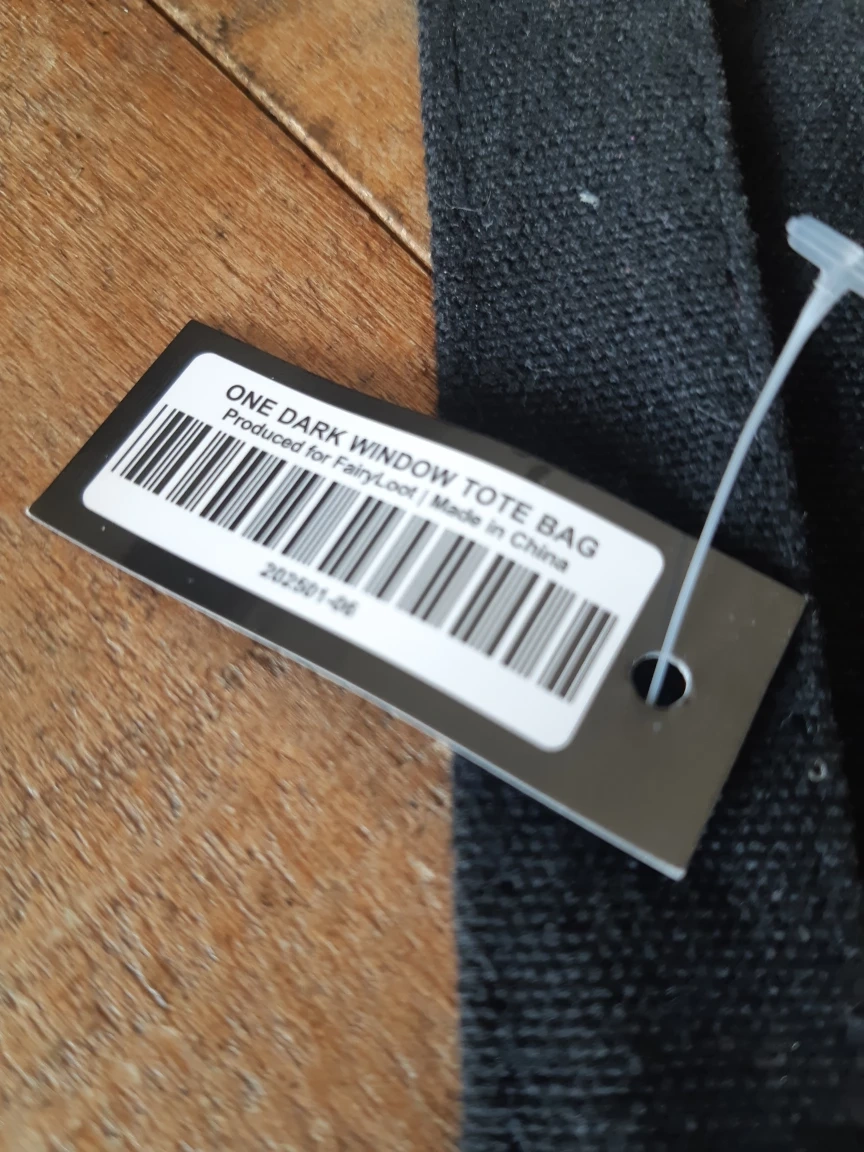 ONE DARK WINDOW TOTE BAG
Produced for FairyLoot | Made in China
202501-06